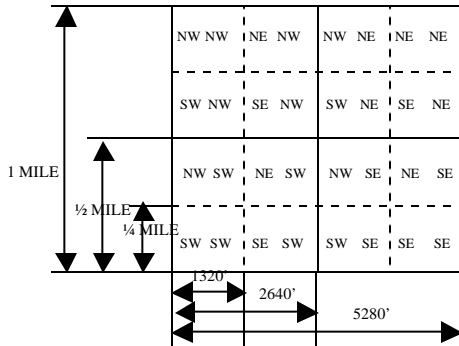 NW NW NE NW NW NE NE NE
SW NW SE NW SW NE SE NE
1 MILE
NW SW NE SW NW SE NE SE
½ MILE
¼ MILE
SW SW SE SW SW SE SE SE
1320’
2640’
5280’